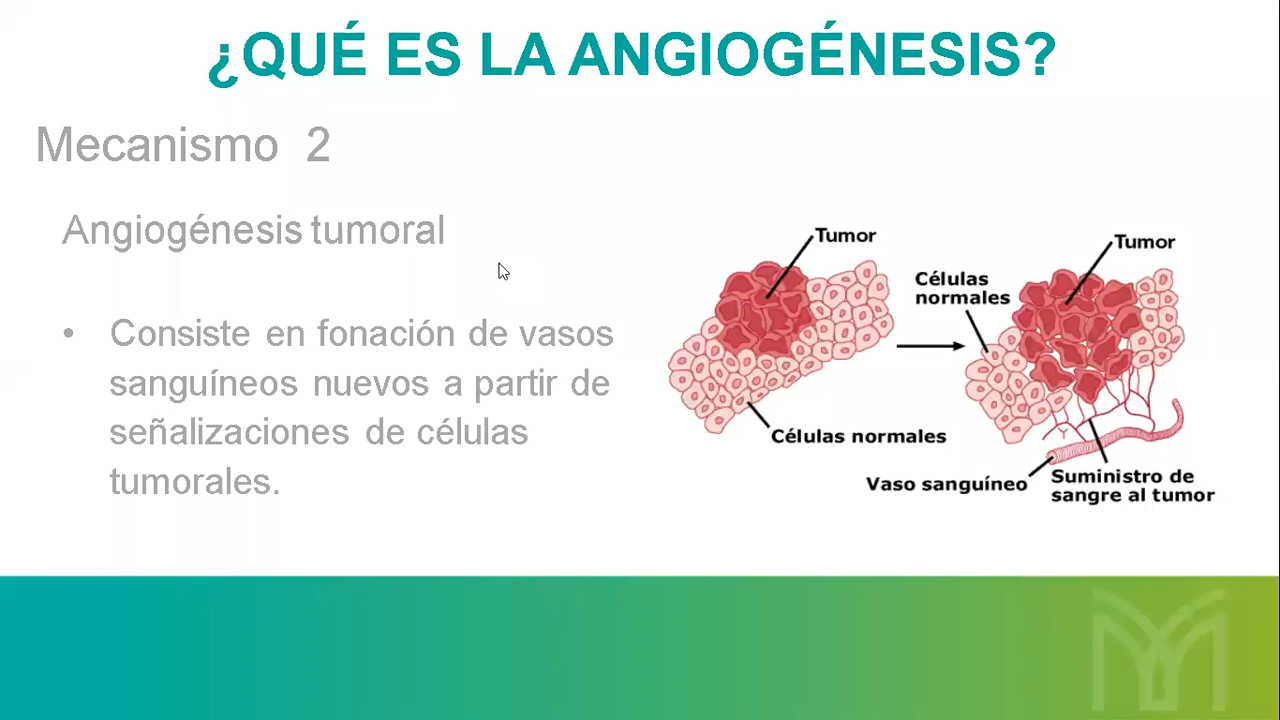 ¿QUÉ ES LA ANGIOGÉNESIS?
Mecanismo 2
Angiogénesis tumoral
• Consiste en fonación de vasos
sanguíneos nuevos a partir de
señalizaciones de células
tumorales.
Tumor
Células normales
Tumor
Células
normales
Vaso sanguíneo
Suministro de
sangre al tumor